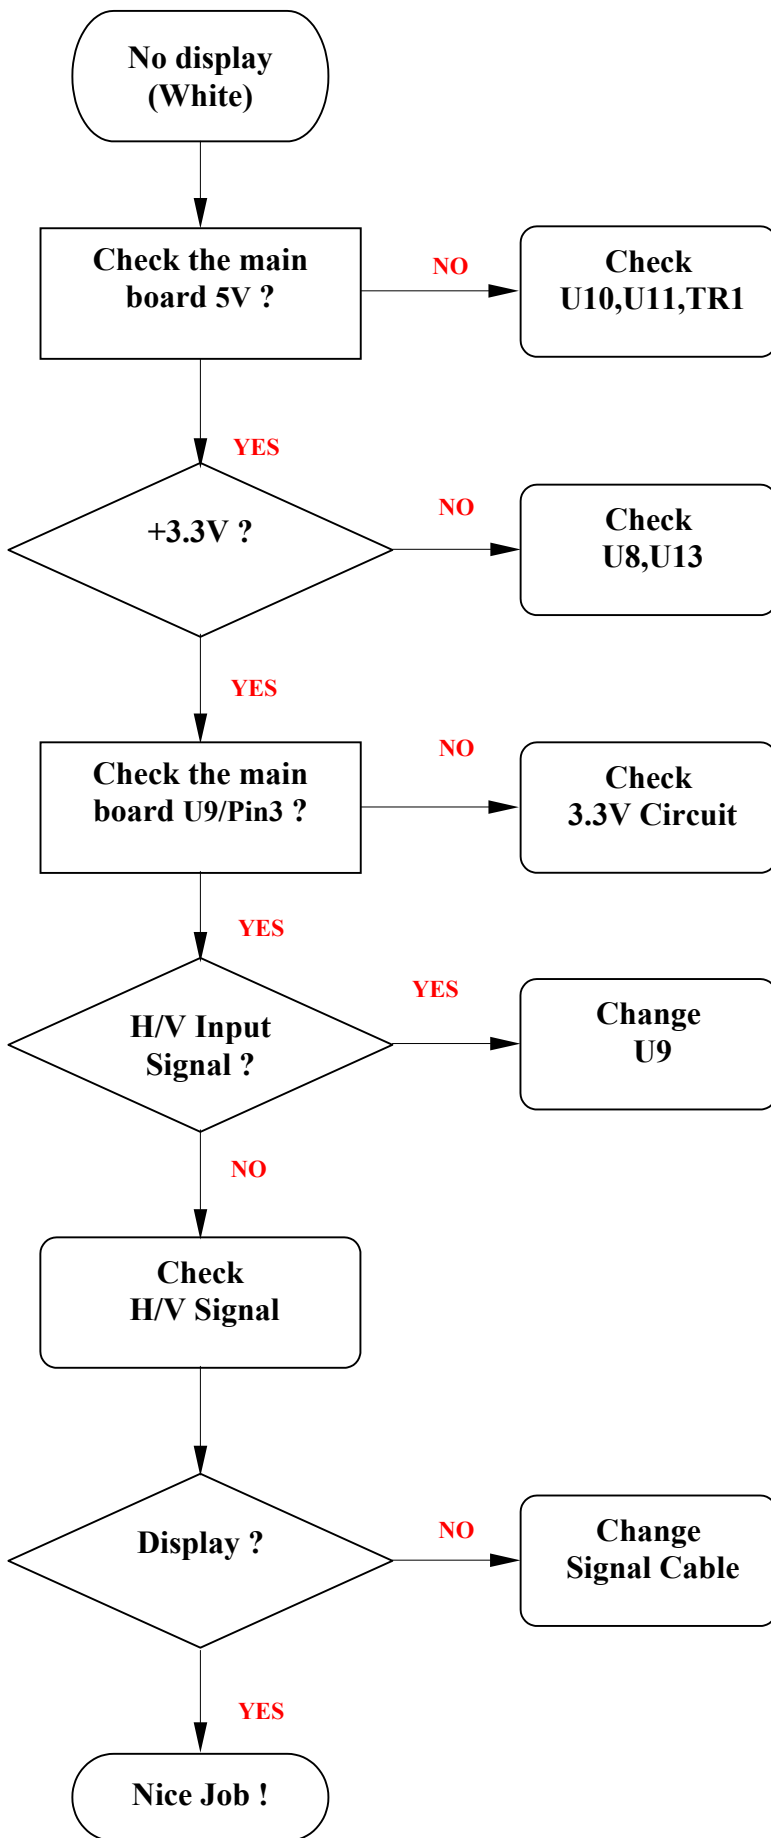 No display
(White)
Check the main
board 5V ?
NO
Check
U10,U11,TR1
YES
+3.3V ?
NO
Check
U8,U13
YES
Check the main
board U9/Pin3 ?
NO
Check
3.3V Circuit
YES
H/V Input
Signal ?
YES
Change
U9
NO
Check
H/V Signal
Display ?
NO
Change
Signal Cable
YES
Nice Job !